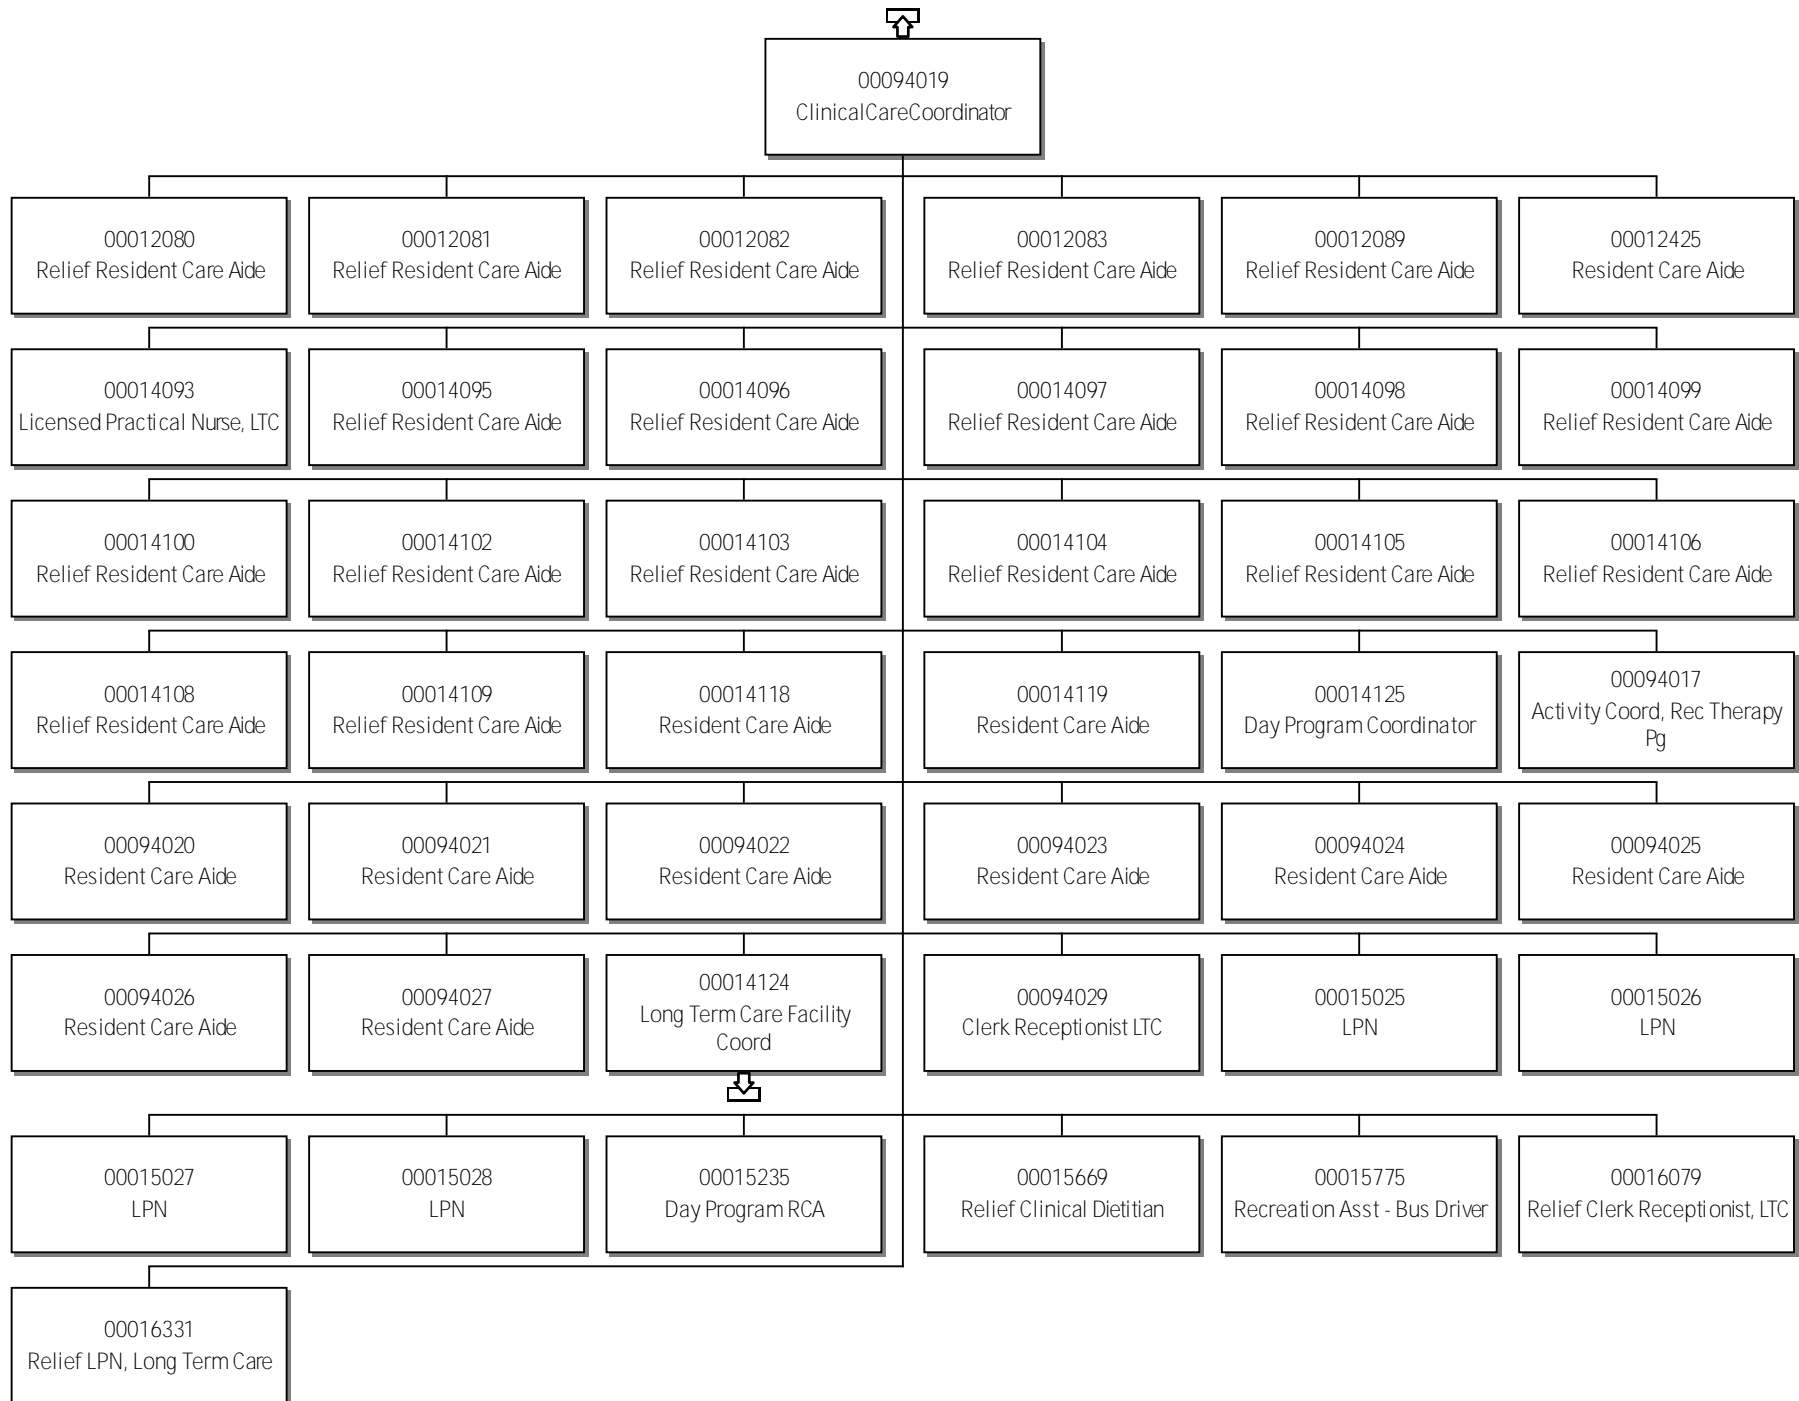 00094019
ClinicalCareCoordinator
00012080
Relief Resident Care Aide
00012081
Relief Resident Care Aide
00012082
Relief Resident Care Aide
00012083
Relief Resident Care Aide
00012089
Relief Resident Care Aide
00012425
Resident Care Aide
00014093
Licensed Practical Nurse, LTC
00014095
Relief Resident Care Aide
00014096
Relief Resident Care Aide
00014097
Relief Resident Care Aide
00014098
Relief Resident Care Aide
00014099
Relief Resident Care Aide
00014100
Relief Resident Care Aide
00014102
Relief Resident Care Aide
00014103
Relief Resident Care Aide
00014104
Relief Resident Care Aide
00014105
Relief Resident Care Aide
00014106
Relief Resident Care Aide
00014108
Relief Resident Care Aide
00014109
Relief Resident Care Aide
00014118
Resident Care Aide
00014119
Resident Care Aide
00014125
Day Program Coordinator
00094017
Activity Coord, Rec Therapy
Pg
00094020
Resident Care Aide
00094021
Resident Care Aide
00094022
Resident Care Aide
00094023
Resident Care Aide
00094024
Resident Care Aide
00094025
Resident Care Aide
00094026
Resident Care Aide
00094027
Resident Care Aide
00014124
Long Term Care Facility
Coord
00094029
Clerk Receptionist LTC
00015025
LPN
00015026
LPN
00015027
LPN
00015028
LPN
00015235
Day Program RCA
00015669
Relief Clinical Dietitian
00015775
Recreation Asst - Bus Driver
00016079
Relief Clerk Receptionist, LTC
00016331
Relief LPN, Long Term Care